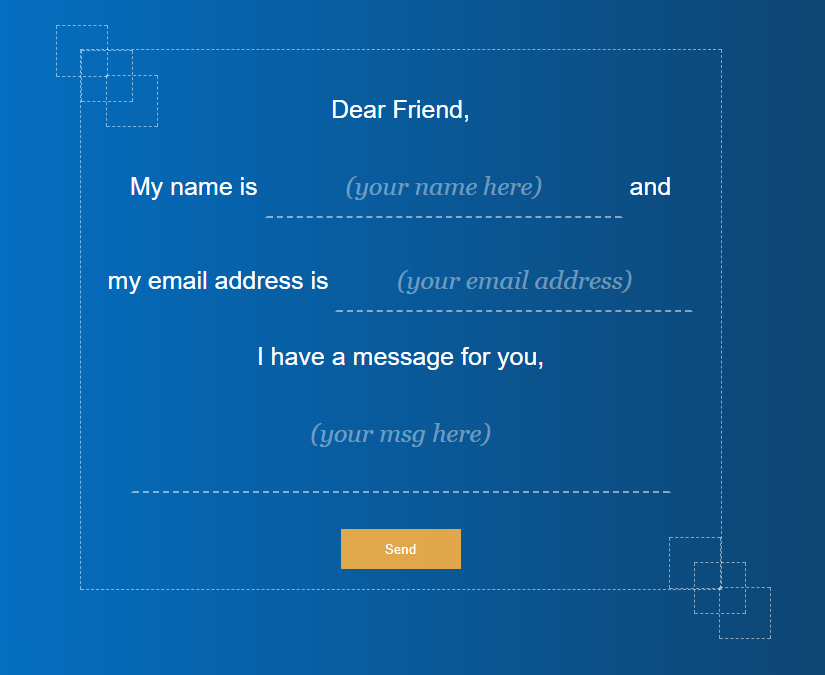 Dear Friend,
My name is (your name here) and
my email address is (your email address)
I have a message for you,
(your msg here)
Send